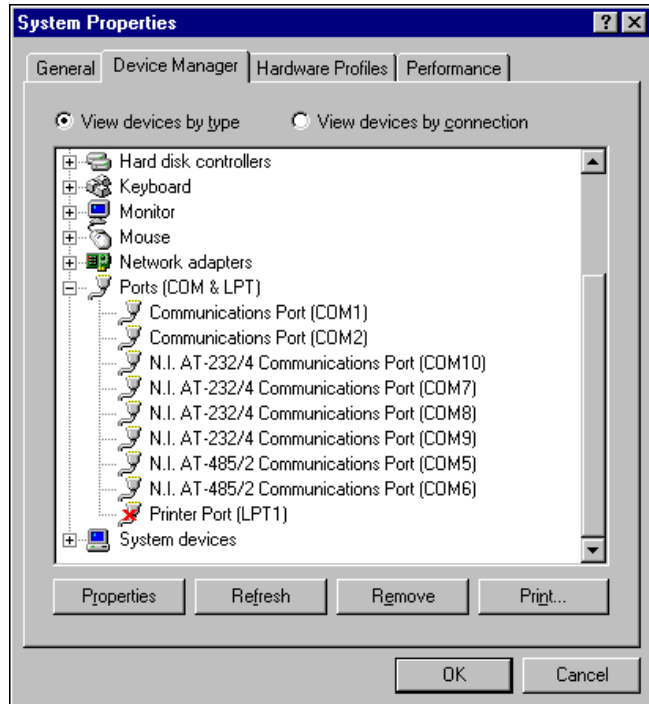 System Properties
General Device Manager Hardware Profiles Performance
View devices by type View devices by connection
Hard disk controllers
Keyboard
Monitor
Mouse
Network adapters
Ports (COM & LPT)
Communications Port (COM1)
Communications Port (COM2)
N.I. AT-232/4 Communications Port (COM10)
N.I. AT-232/4 Communications Port (COM7)
N.I. AT-232/4 Communications Port (COM8)
N.I. AT-232/4 Communications Port (COM9)
N.I. AT-485/2 Communications Port (COM5)
N.I. AT-485/2 Communications Port (COM6)
Printer Port (LPT1)
System devices
Properties Refresh Remove Print...
OK Cancel